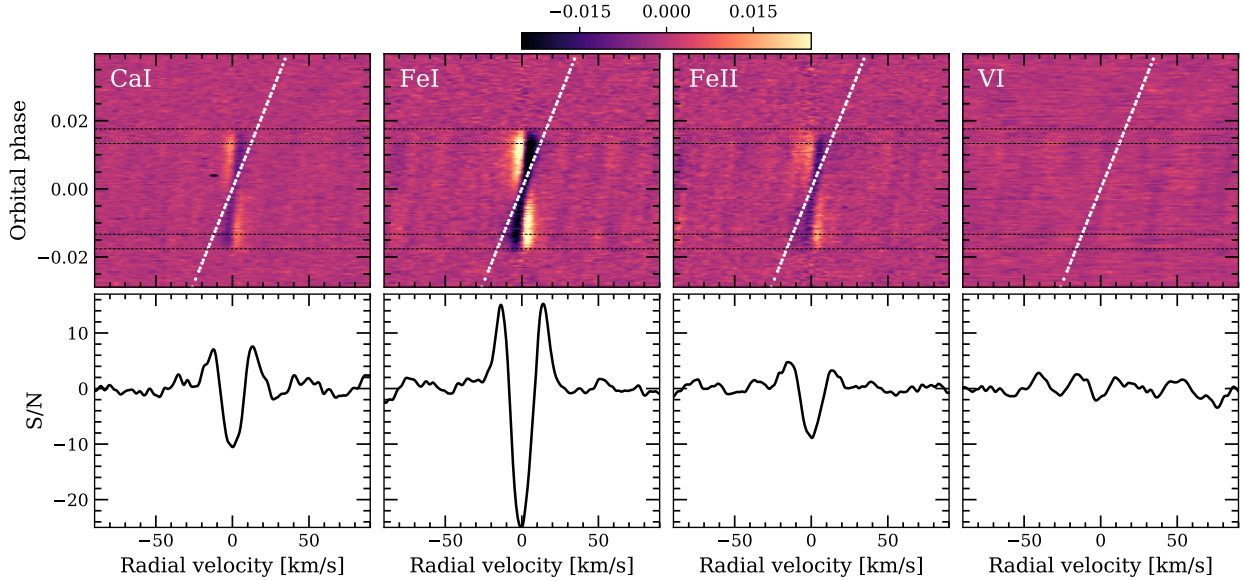 −0.015 0.000 0.015
CaI FeI FeII VI
Orbital phase
0.02
0.00
−0.02
S/N
10
0
−10
−20
−50 0 50 −50 0 50 −50 0 50 −50 0 50
Radial velocity [km/s] Radial velocity [km/s] Radial velocity [km/s] Radial velocity [km/s]